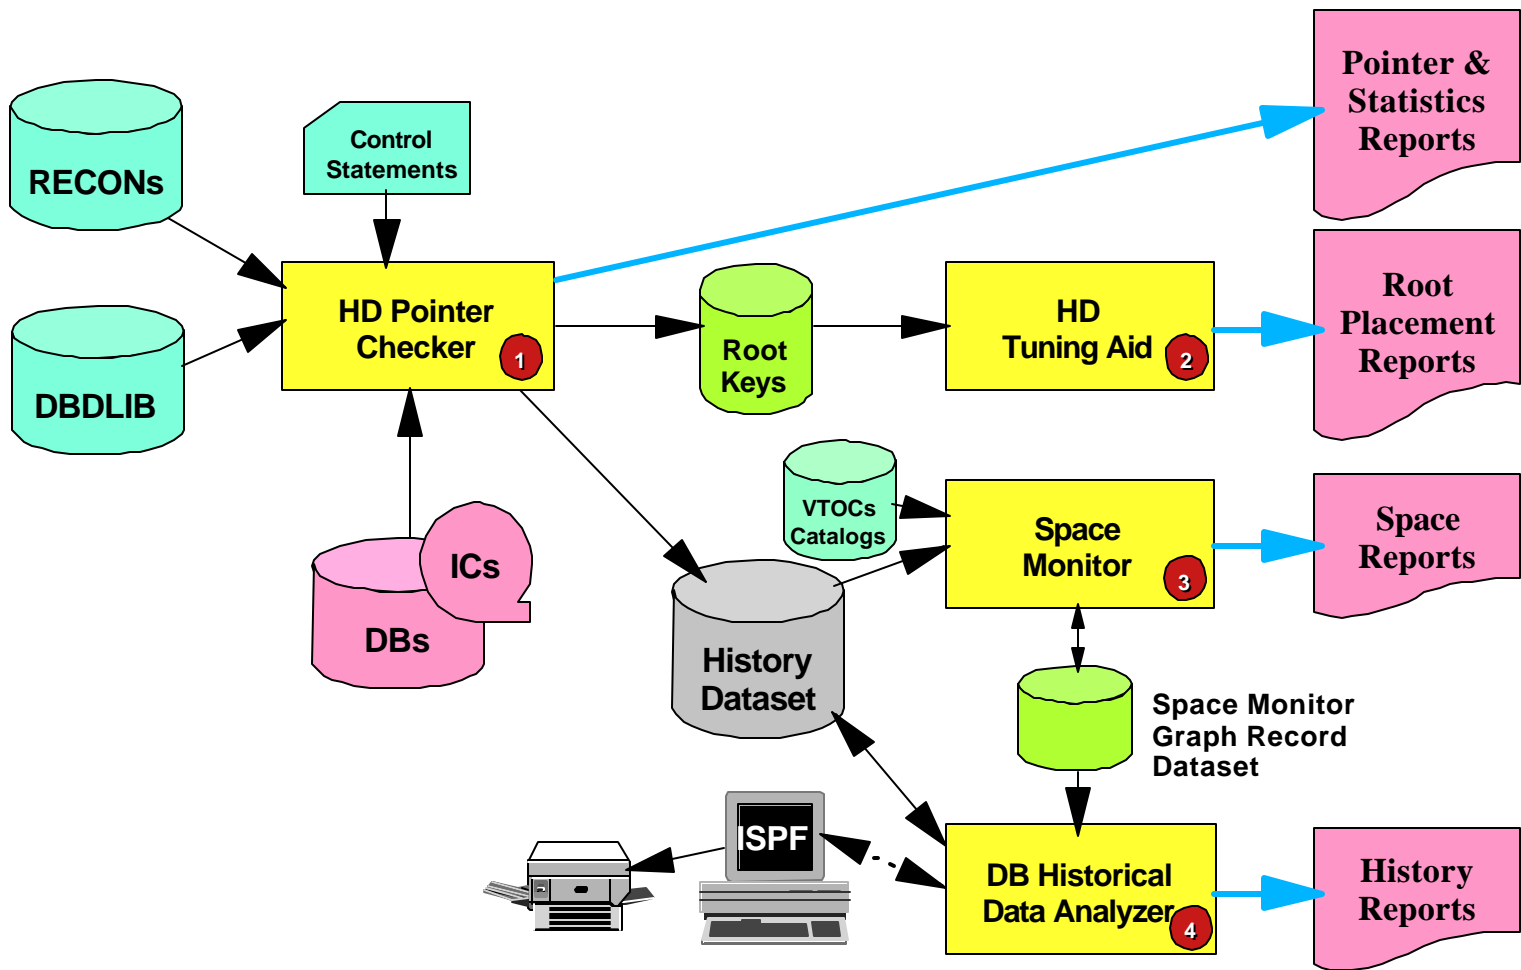 Pointer &
Statistics
Reports
RECONs
Control
Statements
HD Pointer
Checker
1
Root
Keys
HD
Tuning Aid
2
Root
Placement
Reports
DBDLIB
VTOCs
Catalogs
Space
Monitor
3
Space
Reports
ICs
DBs
History
Dataset
Space Monitor
Graph Record
Dataset
ISPF
DB Historical
Data Analyzer
4
History
Reports